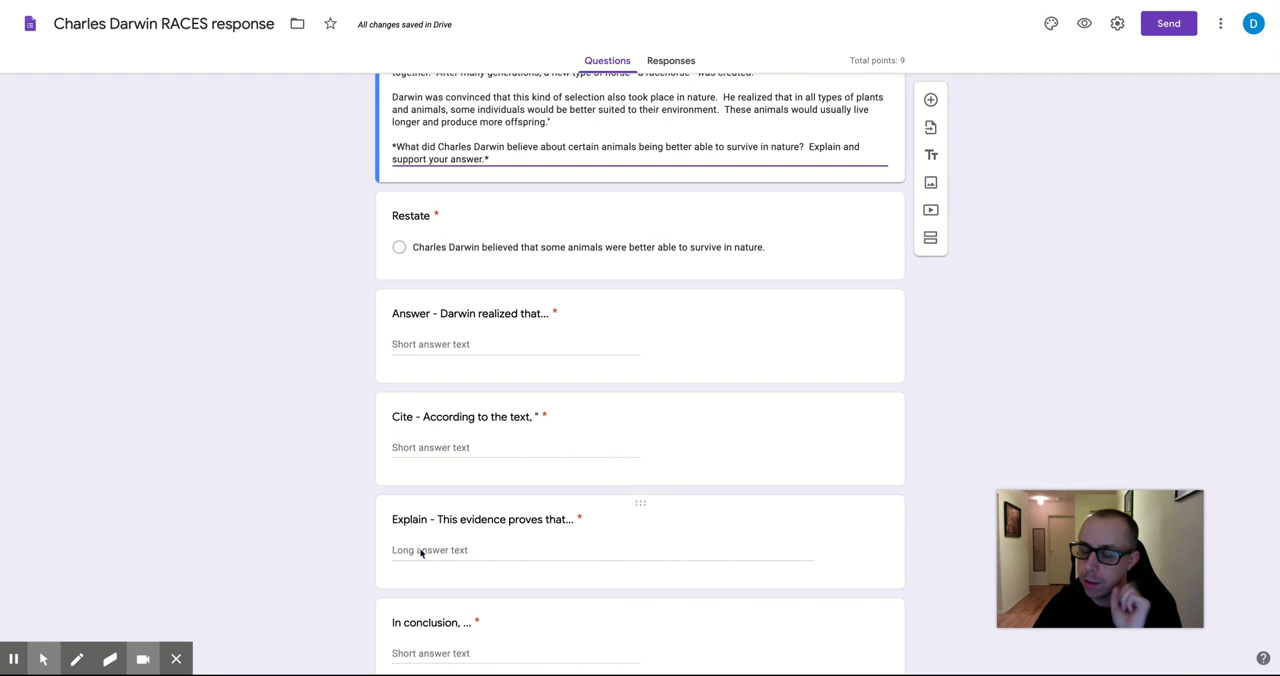 Charles Darwin RACES response
All changes saved in Drive
Send
D
Questions
Responses
Total points: 9
together. After many generations, a new type of horse
a racehorse
was created.
Darwin was convinced that this kind of selection also took place in nature. He realized that in all types of plants
and animals, some individuals would be better suited to their environment. These animals would usually live
longer and produce more offspring."
*What did Charles Darwin believe about certain animals being better able to survive in nature? Explain and
support your answer.*
Tт
Restate *
Charles Darwin believed that some animals were better able to survive in nature.
Answer - Darwin realized that... *
Short answer text
Cite - According to the text, " *
Short answer text
Explain - This evidence proves that... *
Long answer text
In conclusion, ... *
Short answer text